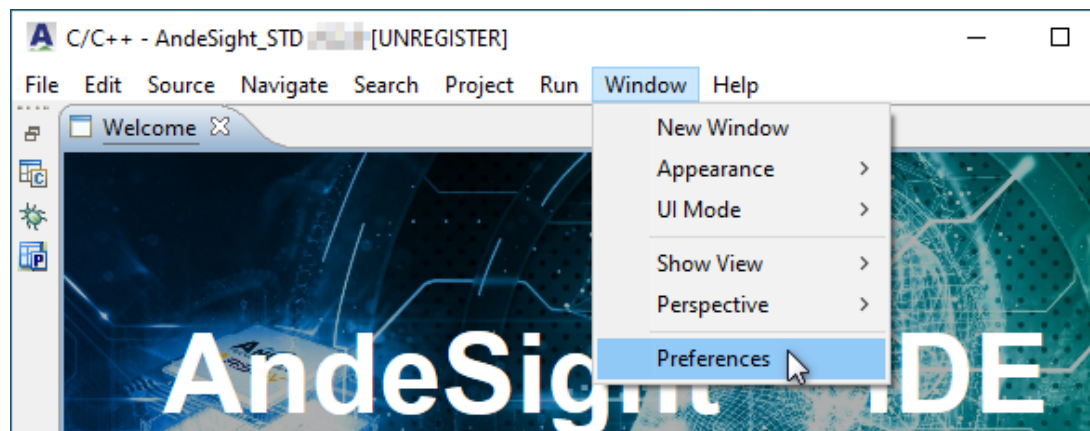 C/C++ - AndeSight_STD [UNREGISTER]
File Edit Source Navigate Search Project Run Window Help
Welcome
New Window
Appearance
UI Mode
Show View
Perspective
Preferences
AndeSight IDE